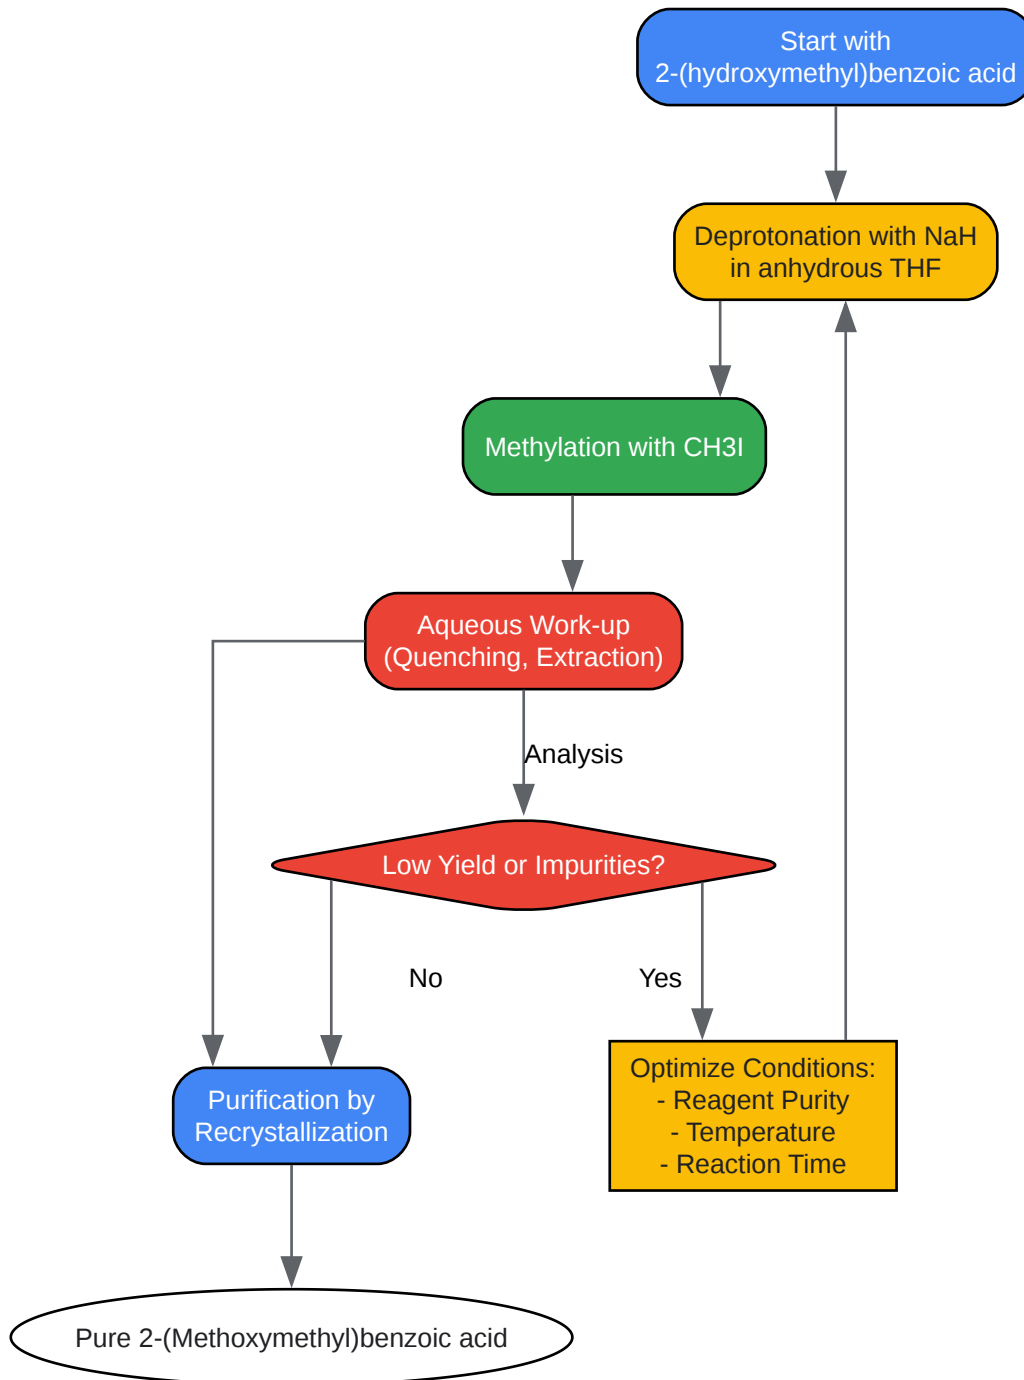 Start with
2-(hydroxymethyl)benzoic acid
Deprotonation with NaH
in anhydrous THF
Methylation with CH3I
Aqueous Work-up
(Quenching, Extraction)
Analysis
Low Yield or Impurities?
No
Yes
Optimize Conditions:
- Reagent Purity
- Temperature
- Reaction Time
Purification by
Recrystallization
Pure 2-(Methoxymethyl)benzoic acid